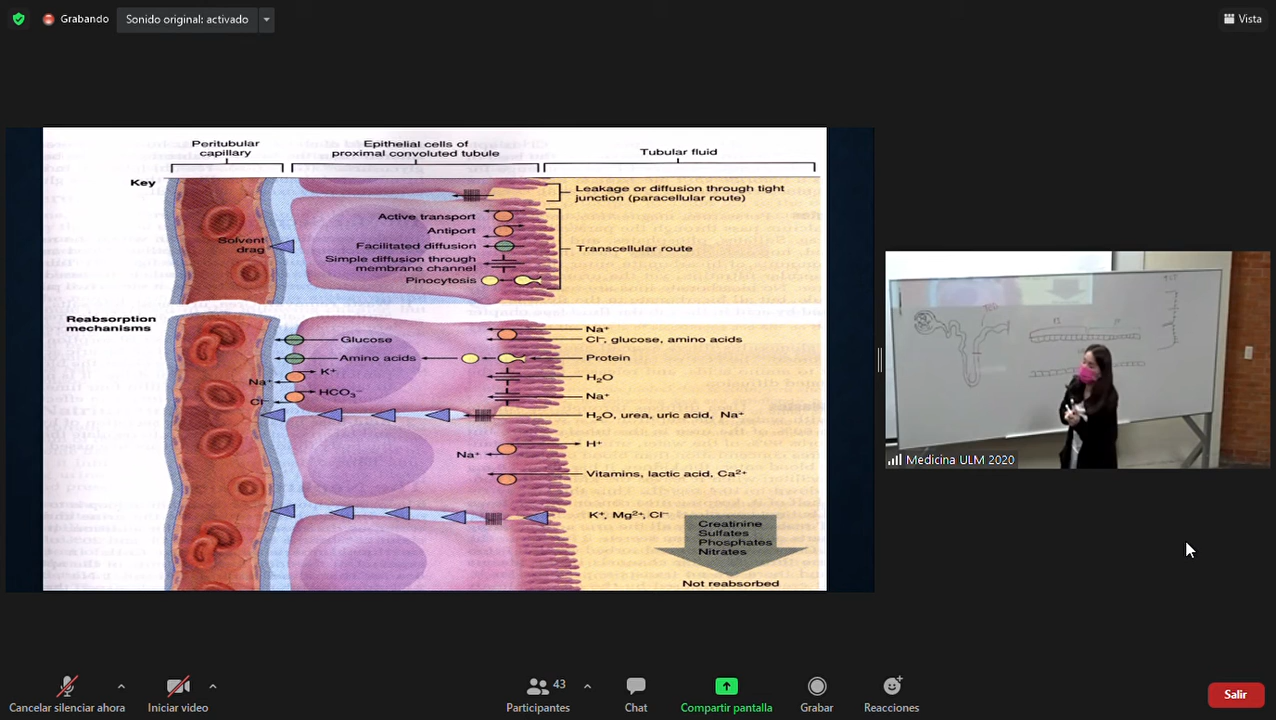 Grabando
Sonido original: activado
Vista
Peritubular
capillary
Epithelial cells of
proximal convoluted tubule
Tubular fluid
Key
Leakage or diffusion through tight
junction (paracellular route)
Active transport
Antiport
Solvent
drag
Facilitated diffusion
Transcellular route
Simple diffusion through
membrane channel
Pinocytosis
Reabsorption
mechanisms
Na⁺
Glucose
Cl⁻, glucose, amino acids
Amino acids
Protein
K⁺
H₂O
Na⁺
HCO₃⁻
Na⁺
Cl⁻
H₂O, urea, uric acid, Na⁺
H⁺
Na⁺
Vitamins, lactic acid, Ca²⁺
K⁺, Mg²⁺, Cl⁻
Creatinine
Sulfates
Phosphates
Nitrates
Not reabsorbed
Medicina ULM 2020
Cancelar silenciar ahora
Iniciar video
43
Participantes
Chat
Compartir pantalla
Grabar
Reacciones
Salir